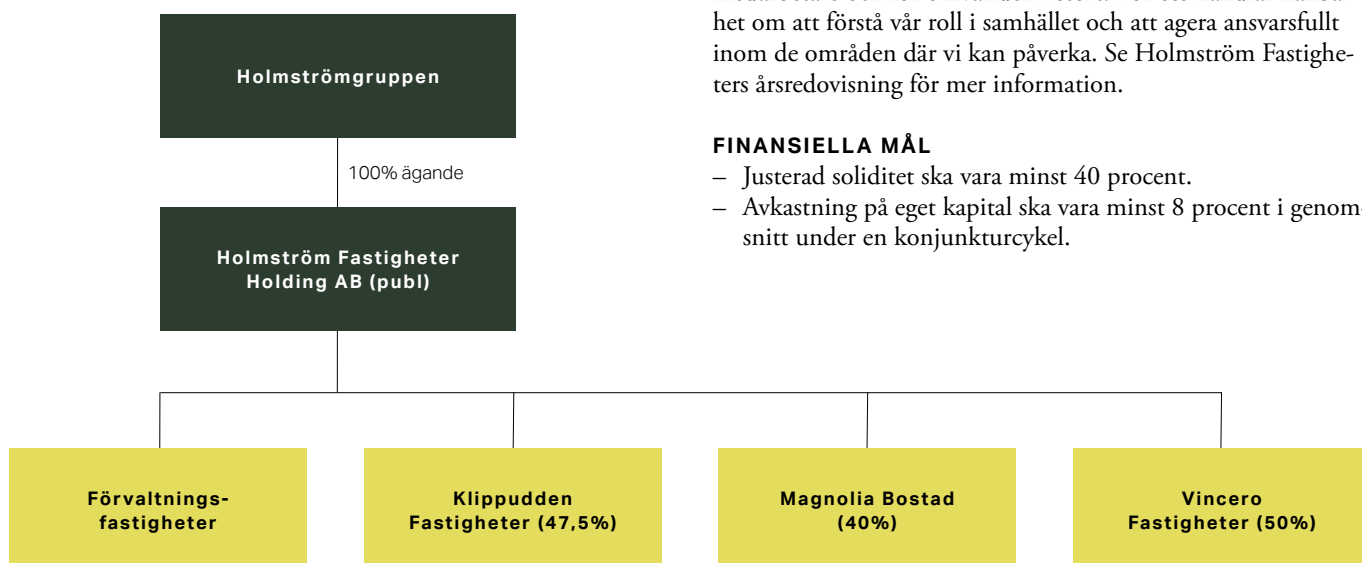 het om att förstå vår roll i samhället och att agera ansvarsfullt
inom de områden där vi kan påverka. Se Holmström Fastighe-
ters årsredovisning för mer information.
FINANSIELLA MÅL
– Justerad soliditet ska vara minst 40 procent.
– Avkastning på eget kapital ska vara minst 8 procent i genom-
snitt under en konjunkturcykel.
Holmströmgruppen
100% ägande
Holmström Fastigheter
Holding AB (publ)
Förvaltnings-
fastigheter
Klippudden
Fastigheter (47,5%)
Magnolia Bostad
(40%)
Vincero
Fastigheter (50%)